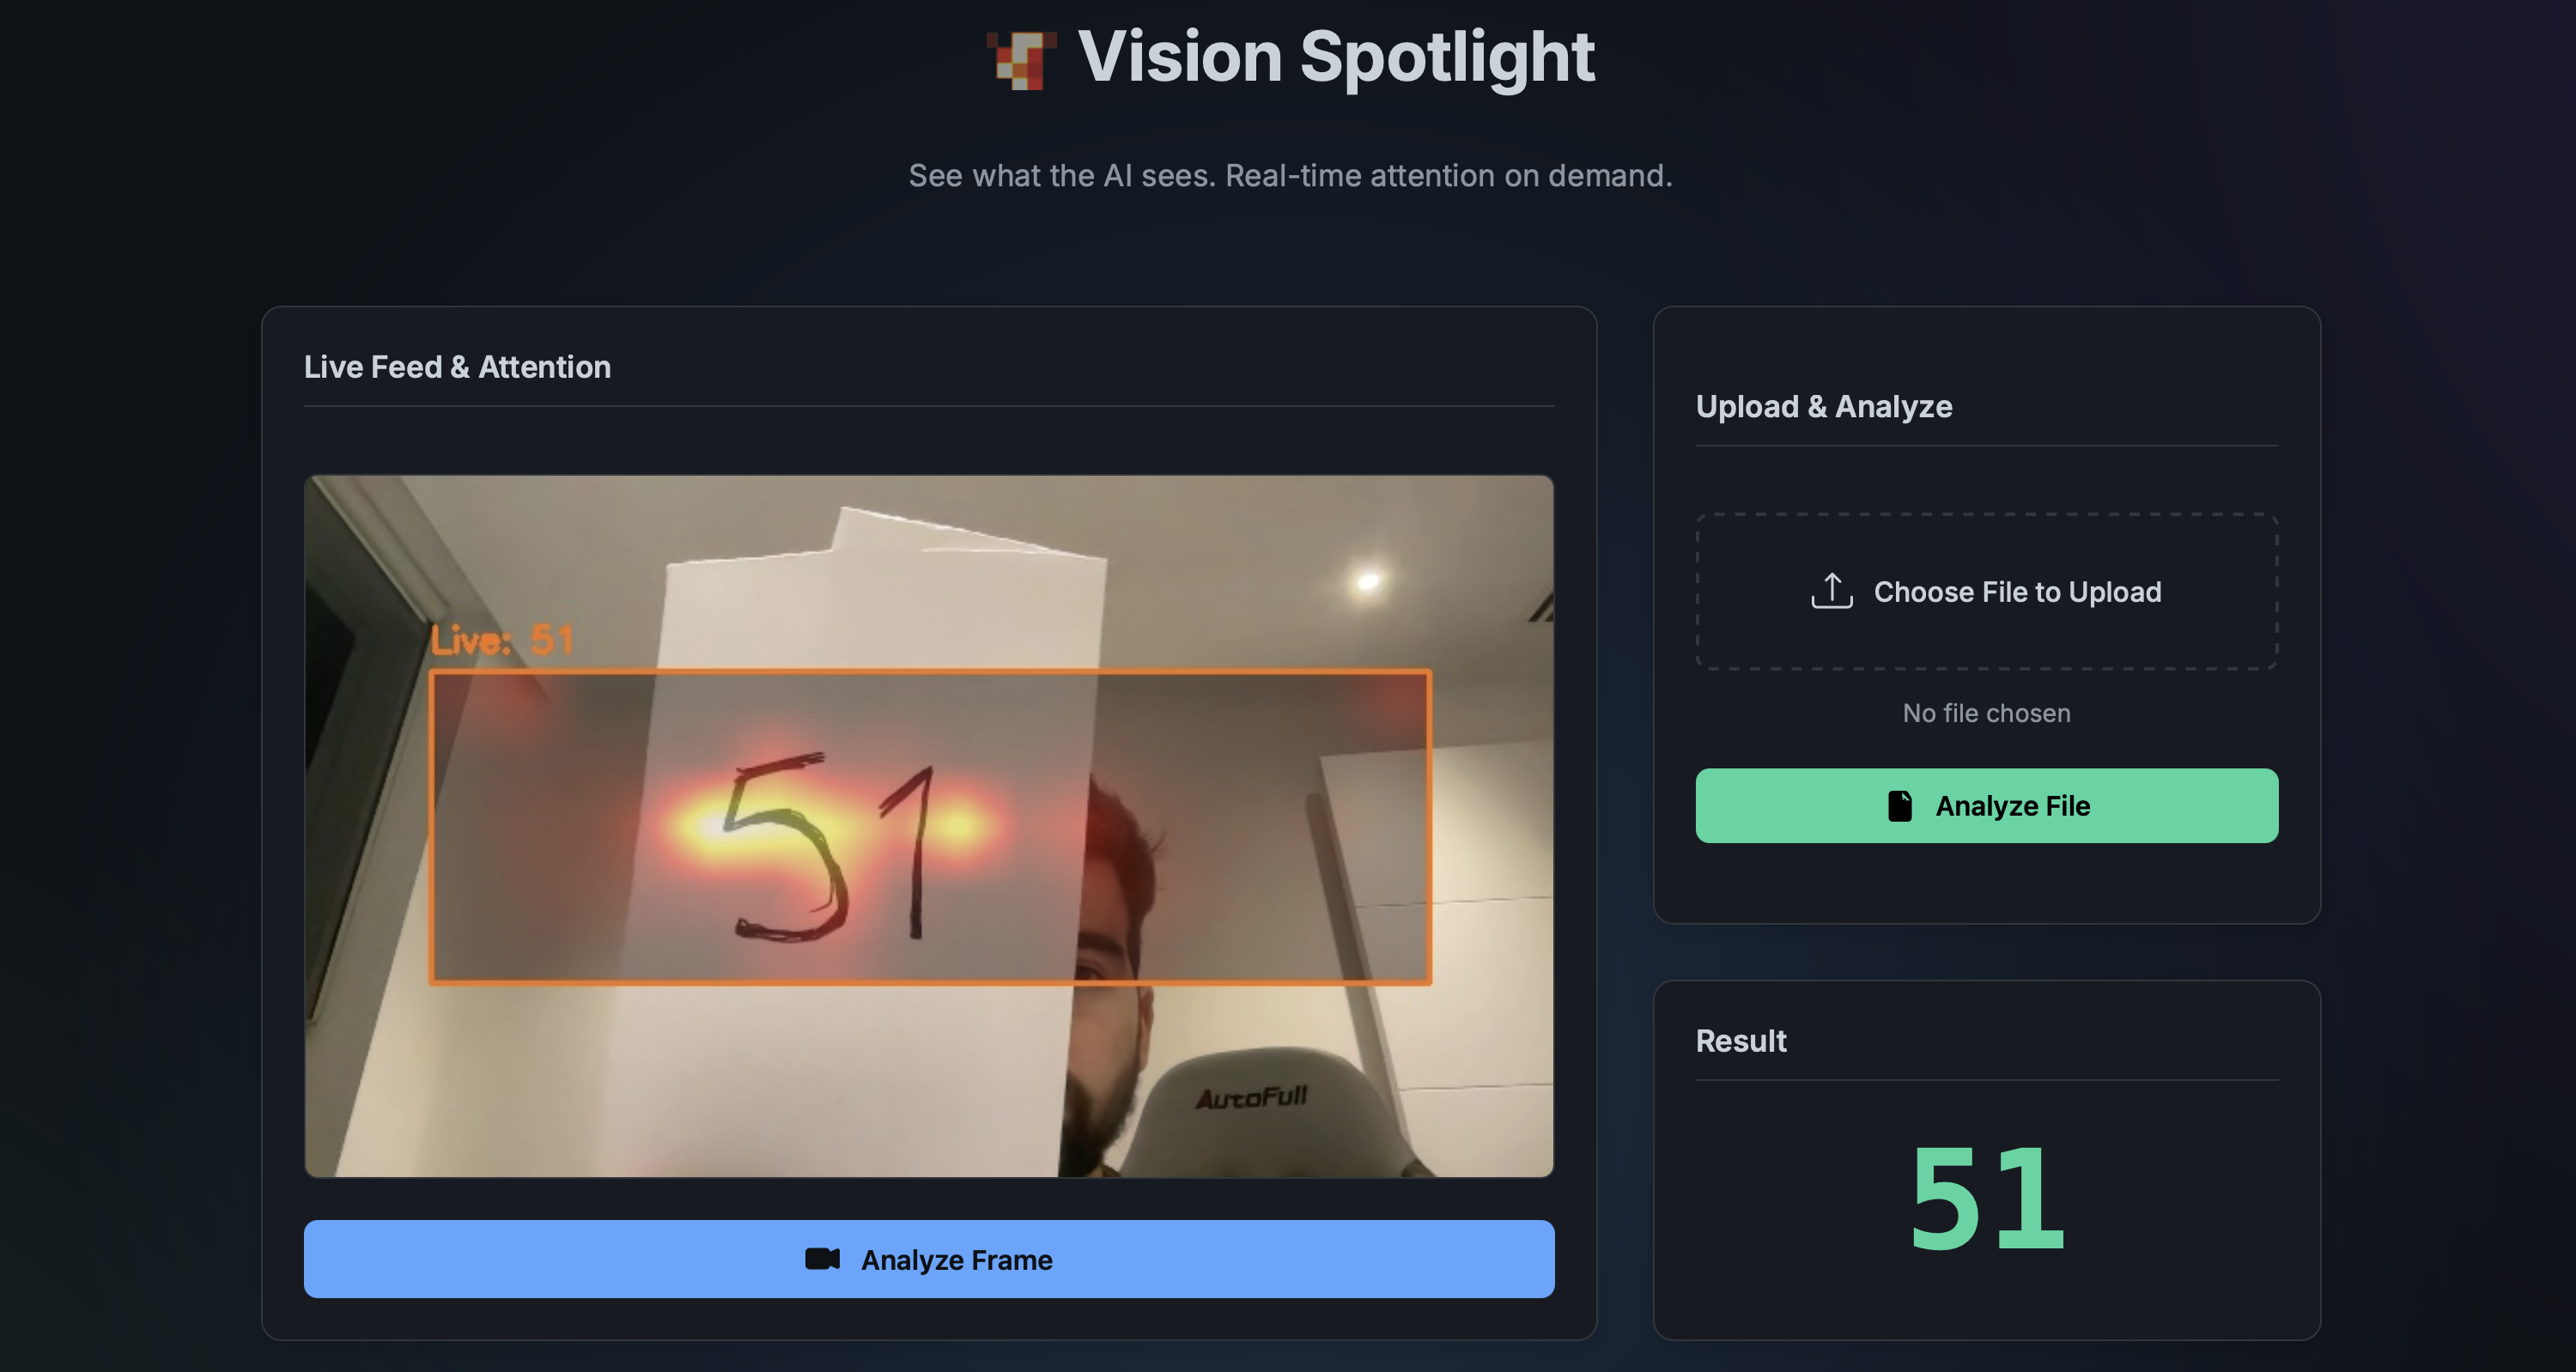 Vision Spotlight
See what the AI sees. Real-time attention on demand.
Live Feed & Attention
Live: 51
51
AutoFull
Analyze Frame
Upload & Analyze
Choose File to Upload
No file chosen
Analyze File
Result
51